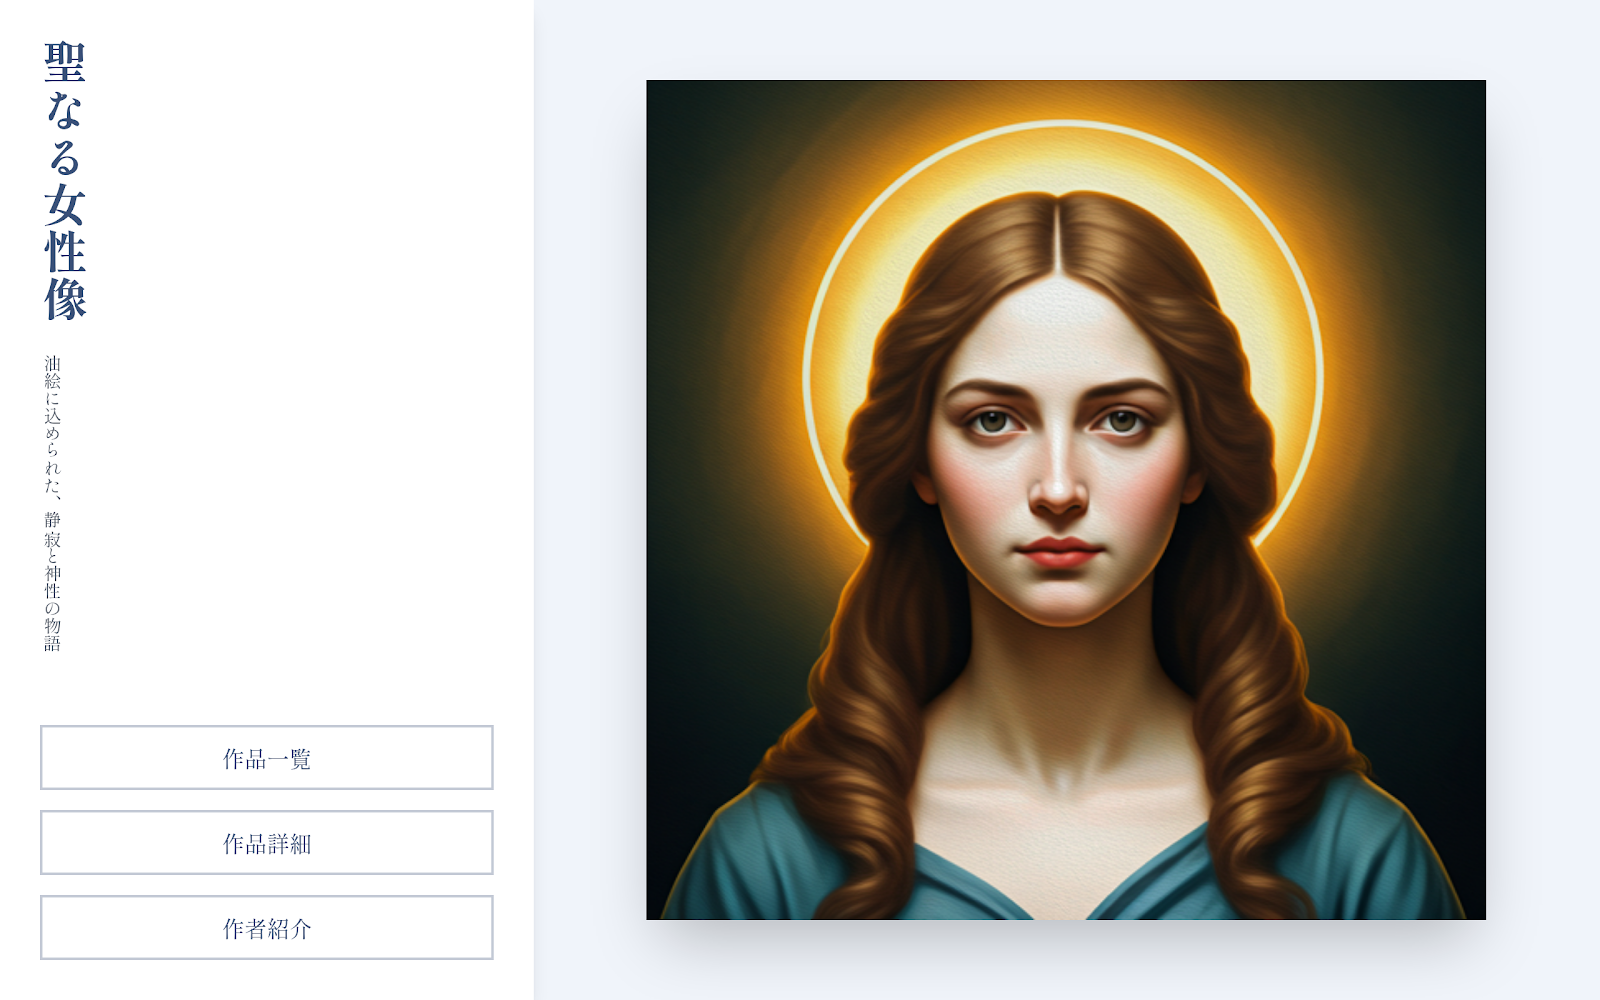 聖なる女性像
油絵に込められた、静寂と神性の物語
作品一覧
作品詳細
作者紹介